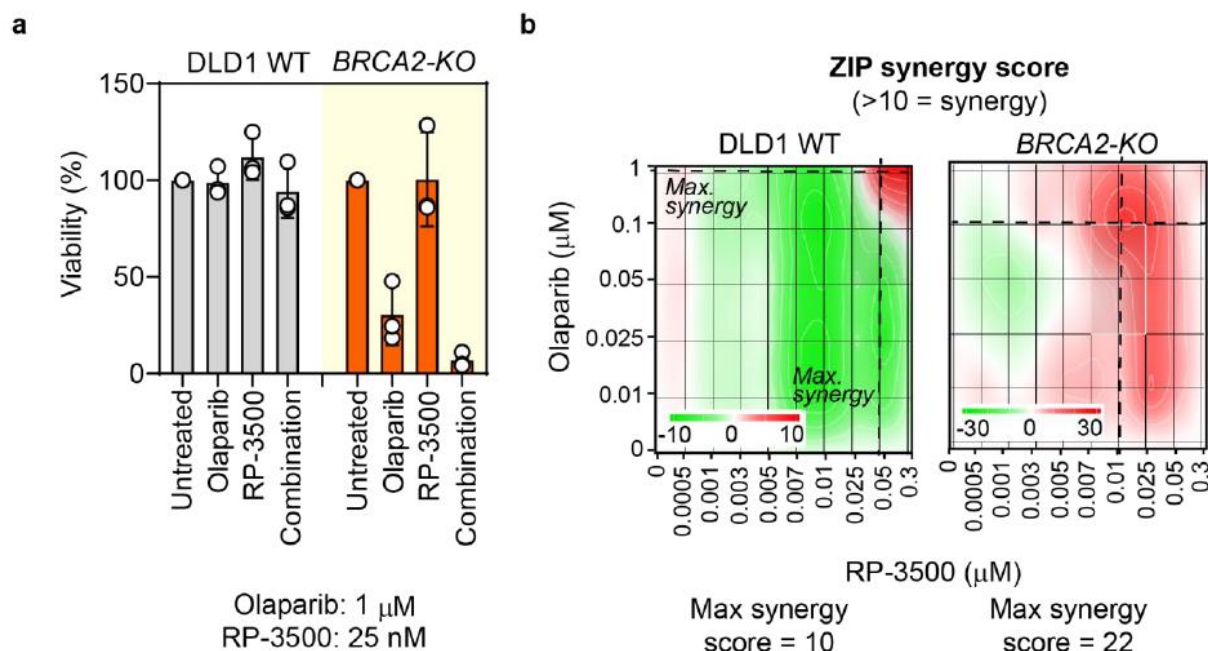 a
DLD1 WT BRCA2-KO
150
100
50
0
Viability (%)
Untreated
Olaparib
RP-3500
Combination
Untreated
Olaparib
RP-3500
Combination
Olaparib: 1 μM
RP-3500: 25 nM
b
ZIP synergy score
(>10 = synergy)
DLD1 WT BRCA2-KO
Olaparib (μM)
1
0.1
0.05
0.025
0.01
0
Max.
synergy
Max.
synergy
-10 0 10
-30 0 30
0 0.0005 0.001 0.003 0.005 0.007 0.01 0.025 0.05 0.3
0 0.0005 0.001 0.003 0.005 0.007 0.01 0.025 0.05 0.3
RP-3500 (μM)
Max synergy
score = 10
Max synergy
score = 22